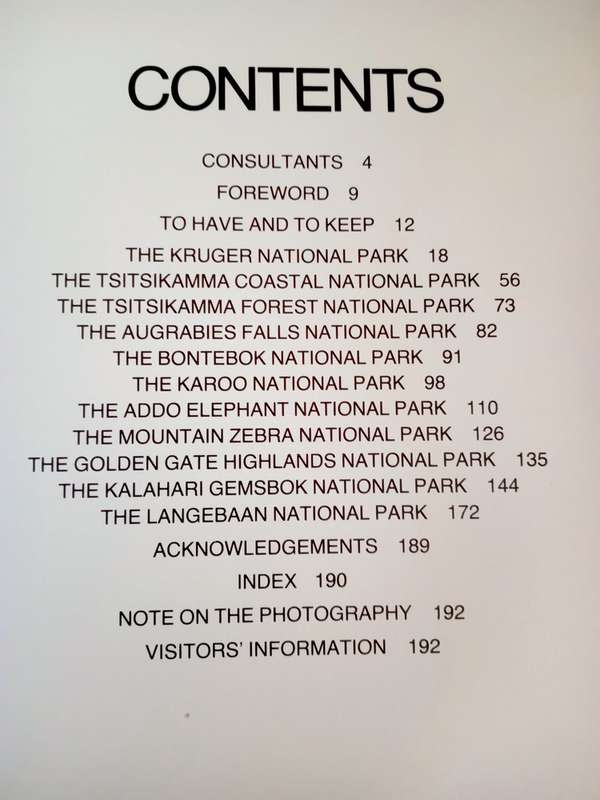 CONTENTS
CONSULTANTS 4
FOREWORD 9
TO HAVE AND TO KEEP 12
THE KRUGER NATIONAL PARK 18
THE TSITSIKAMMA COASTAL NATIONAL PARK 56
THE TSITSIKAMMA FOREST NATIONAL PARK 73
THE AUGRABIES FALLS NATIONAL PARK 82
THE BONTEBOK NATIONAL PARK 91
THE KAROO NATIONAL PARK 98
THE ADDO ELEPHANT NATIONAL PARK 110
THE MOUNTAIN ZEBRA NATIONAL PARK 126
THE GOLDEN GATE HIGHLANDS NATIONAL PARK 135
THE KALAHARI GEMSBOK NATIONAL PARK 144
THE LANGEBAAN NATIONAL PARK 172
ACKNOWLEDGEMENTS 189
INDEX 190
NOTE ON THE PHOTOGRAPHY 192
VISITORS' INFORMATION 192